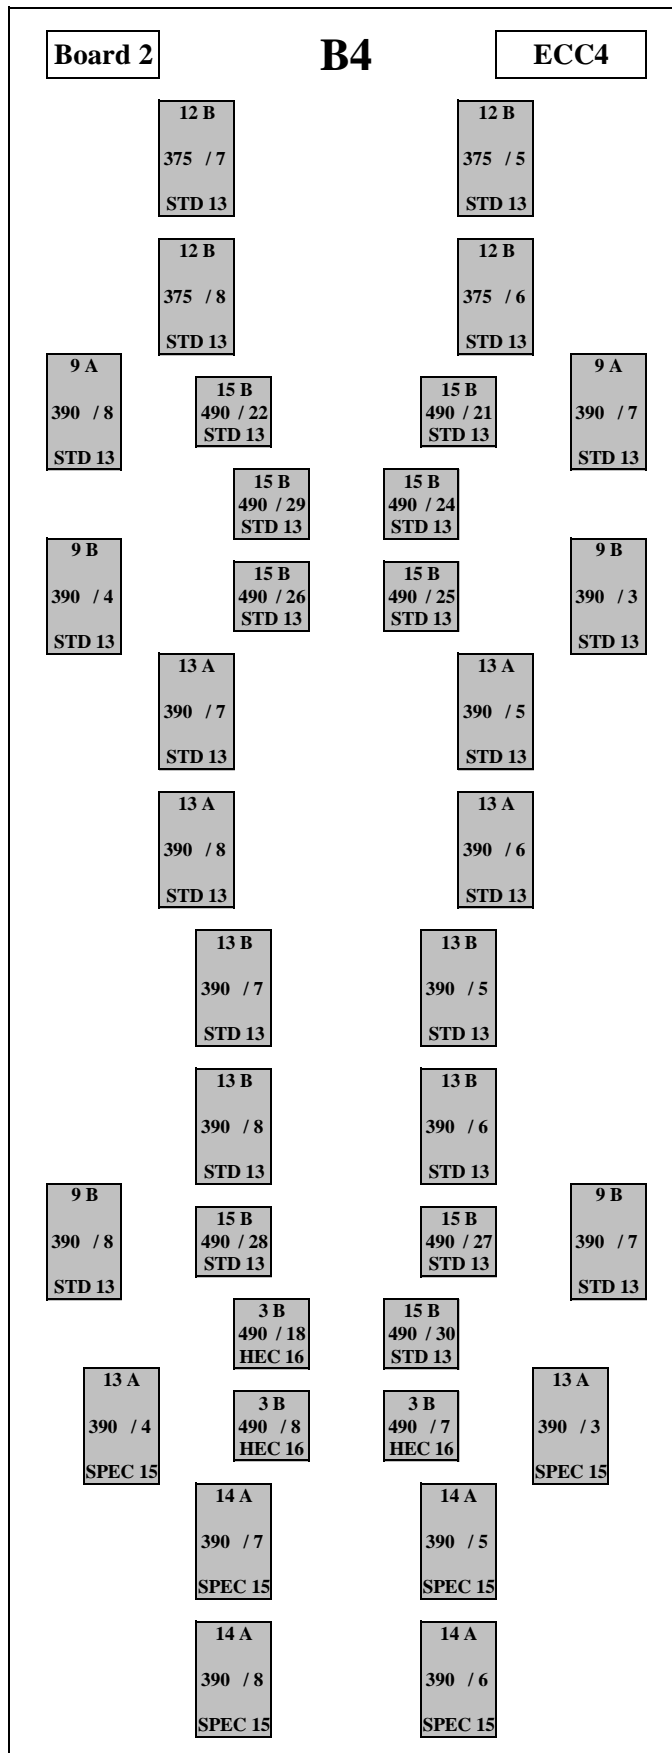 Board 2
B4
ECC4
12 B
375 / 7
STD 13
12 B
375 / 5
STD 13
12 B
375 / 8
STD 13
12 B
375 / 6
STD 13
9 A
390 / 8
STD 13
15 B
490 / 22
STD 13
15 B
490 / 21
STD 13
9 A
390 / 7
STD 13
15 B
490 / 29
STD 13
15 B
490 / 24
STD 13
9 B
390 / 4
STD 13
15 B
490 / 26
STD 13
15 B
490 / 25
STD 13
9 B
390 / 3
STD 13
13 A
390 / 7
STD 13
13 A
390 / 5
STD 13
13 A
390 / 8
STD 13
13 A
390 / 6
STD 13
13 B
390 / 7
STD 13
13 B
390 / 5
STD 13
13 B
390 / 8
STD 13
13 B
390 / 6
STD 13
9 B
390 / 8
STD 13
15 B
490 / 28
STD 13
15 B
490 / 27
STD 13
9 B
390 / 7
STD 13
3 B
490 / 18
HEC 16
15 B
490 / 30
STD 13
13 A
390 / 4
SPEC 15
3 B
490 / 8
HEC 16
3 B
490 / 7
HEC 16
13 A
390 / 3
SPEC 15
14 A
390 / 7
SPEC 15
14 A
390 / 5
SPEC 15
14 A
390 / 8
SPEC 15
14 A
390 / 6
SPEC 15